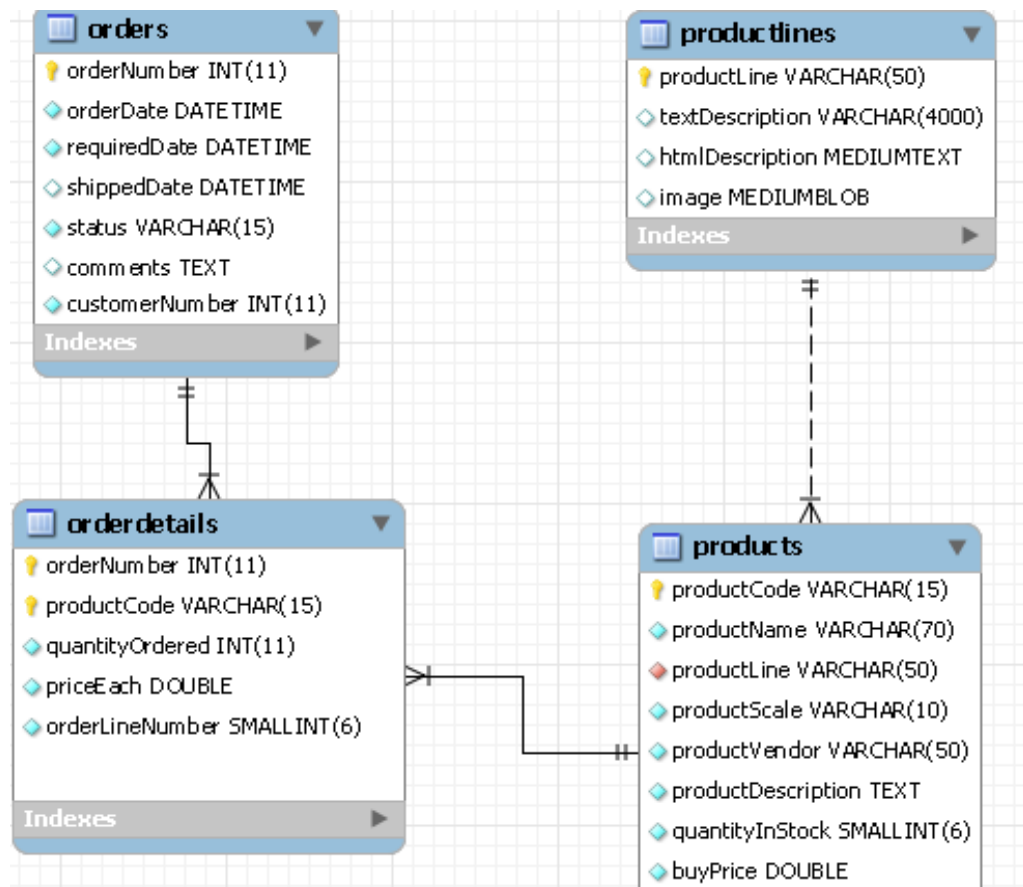 orders
orderNumber INT(11)
orderDate DATETIME
requiredDate DATETIME
shippedDate DATETIME
status VARCHAR(15)
comments TEXT
customerNumber INT(11)
Indexes
productlines
productLine VARCHAR(50)
textDescription VARCHAR(4000)
htmlDescription MEDIUMTEXT
image MEDIUMBLOB
Indexes
orderdetails
orderNumber INT(11)
productCode VARCHAR(15)
quantityOrdered INT(11)
priceEach DOUBLE
orderLineNumber SMALLINT(6)
Indexes
products
productCode VARCHAR(15)
productName VARCHAR(70)
productLine VARCHAR(50)
productScale VARCHAR(10)
productVendor VARCHAR(50)
productDescription TEXT
quantityInStock SMALLINT(6)
buyPrice DOUBLE